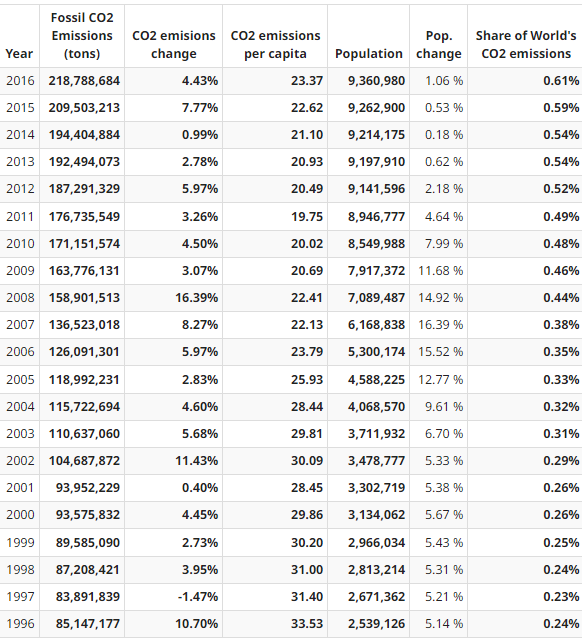 Year Fossil CO2 Emissions (tons) CO2 emisions change CO2 emissions per capita Population Pop. change Share of World's CO2 emissions
2016 218,788,684 4.43% 23.37 9,360,980 1.06 % 0.61%
2015 209,503,213 7.77% 22.62 9,262,900 0.53 % 0.59%
2014 194,404,884 0.99% 21.10 9,214,175 0.18 % 0.54%
2013 192,494,073 2.78% 20.93 9,197,910 0.62 % 0.54%
2012 187,291,329 5.97% 20.49 9,141,596 2.18 % 0.52%
2011 176,735,549 3.26% 19.75 8,946,777 4.64 % 0.49%
2010 171,151,574 4.50% 20.02 8,549,988 7.99 % 0.48%
2009 163,776,131 3.07% 20.69 7,917,372 11.68 % 0.46%
2008 158,901,513 16.39% 22.41 7,089,487 14.92 % 0.44%
2007 136,523,018 8.27% 22.13 6,168,838 16.39 % 0.38%
2006 126,091,301 5.97% 23.79 5,300,174 15.52 % 0.35%
2005 118,992,231 2.83% 25.93 4,588,225 12.77 % 0.33%
2004 115,722,694 4.60% 28.44 4,068,570 9.61 % 0.32%
2003 110,637,060 5.68% 29.81 3,711,932 6.70 % 0.31%
2002 104,687,872 11.43% 30.09 3,478,777 5.33 % 0.29%
2001 93,952,229 0.40% 28.45 3,302,719 5.38 % 0.26%
2000 93,575,832 4.45% 29.86 3,134,062 5.67 % 0.26%
1999 89,585,090 2.73% 30.20 2,966,034 5.43 % 0.25%
1998 87,208,421 3.95% 31.00 2,813,214 5.31 % 0.24%
1997 83,891,839 -1.47% 31.40 2,671,362 5.21 % 0.23%
1996 85,147,177 10.70% 33.53 2,539,126 5.14 % 0.24%